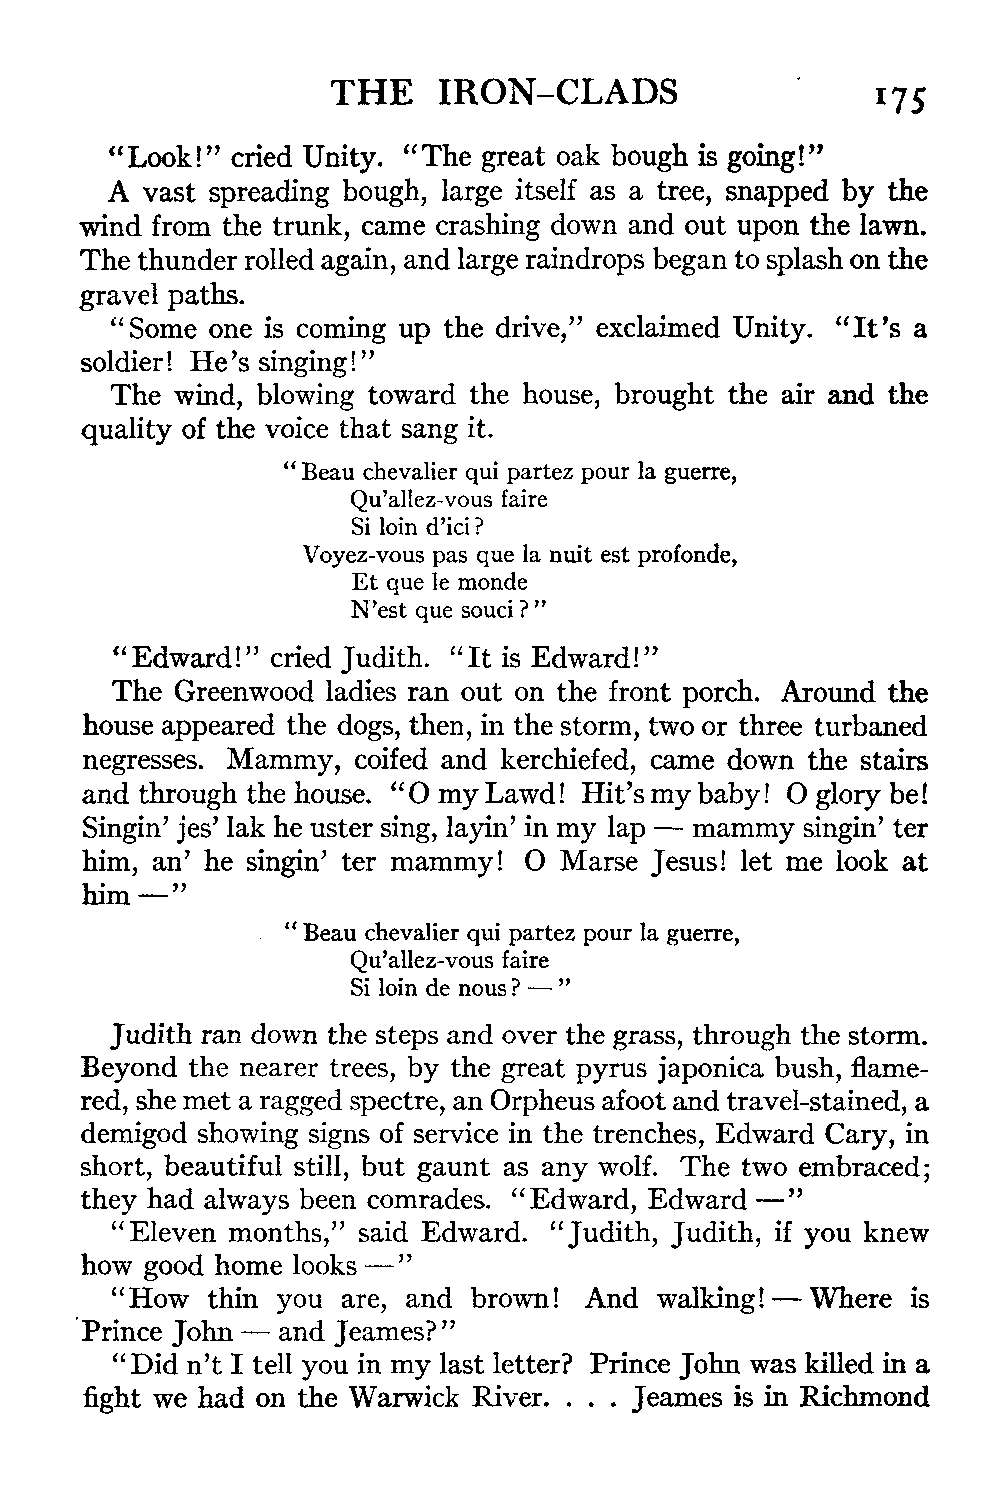 THE IRON-CLADS 175
"Look!" cried Unity. "The great oak bough is going!"
A vast spreading bough, large itself as a tree, snapped by the
wind from the trunk, came crashing down and out upon the lawn.
The thunder rolled again, and large raindrops began to splash on the
gravel paths.
"Some one is coming up the drive," exclaimed Unity. "It's a
soldier! He's singing!"
The wind, blowing toward the house, brought the air and the
quality of the voice that sang it.
"Beau chevalier qui partez pour la guerre,
Qu'allez-vous faire
Si loin d'ici?
Voyez-vous pas que la nuit est profonde,
Et que le monde
N'est que souci?"
"Edward!" cried Judith. "It is Edward!"
The Greenwood ladies ran out on the front porch. Around the
house appeared the dogs, then, in the storm, two or three turbaned
negresses. Mammy, coifed and kerchiefed, came down the stairs
and through the house. "O my Lawd! Hit's my baby! O glory be!
Singin' jes' lak he uster sing, layin' in my lap — mammy singin' ter
him, an' he singin' ter mammy! O Marse Jesus! let me look at
him —"
"Beau chevalier qui partez pour la guerre,
Qu'allez-vous faire
Si loin de nous? — "
Judith ran down the steps and over the grass, through the storm.
Beyond the nearer trees, by the great pyrus japonica bush, flame-
red, she met a ragged spectre, an Orpheus afoot and travel-stained, a
demigod showing signs of service in the trenches, Edward Cary, in
short, beautiful still, but gaunt as any wolf. The two embraced;
they had always been comrades. "Edward, Edward —"
"Eleven months," said Edward. "Judith, Judith, if you knew
how good home looks —"
"How thin you are, and brown! And walking! — Where is
Prince John — and Jeames?"
"Did n't I tell you in my last letter? Prince John was killed in a
fight we had on the Warwick River. . . . Jeames is in Richmond